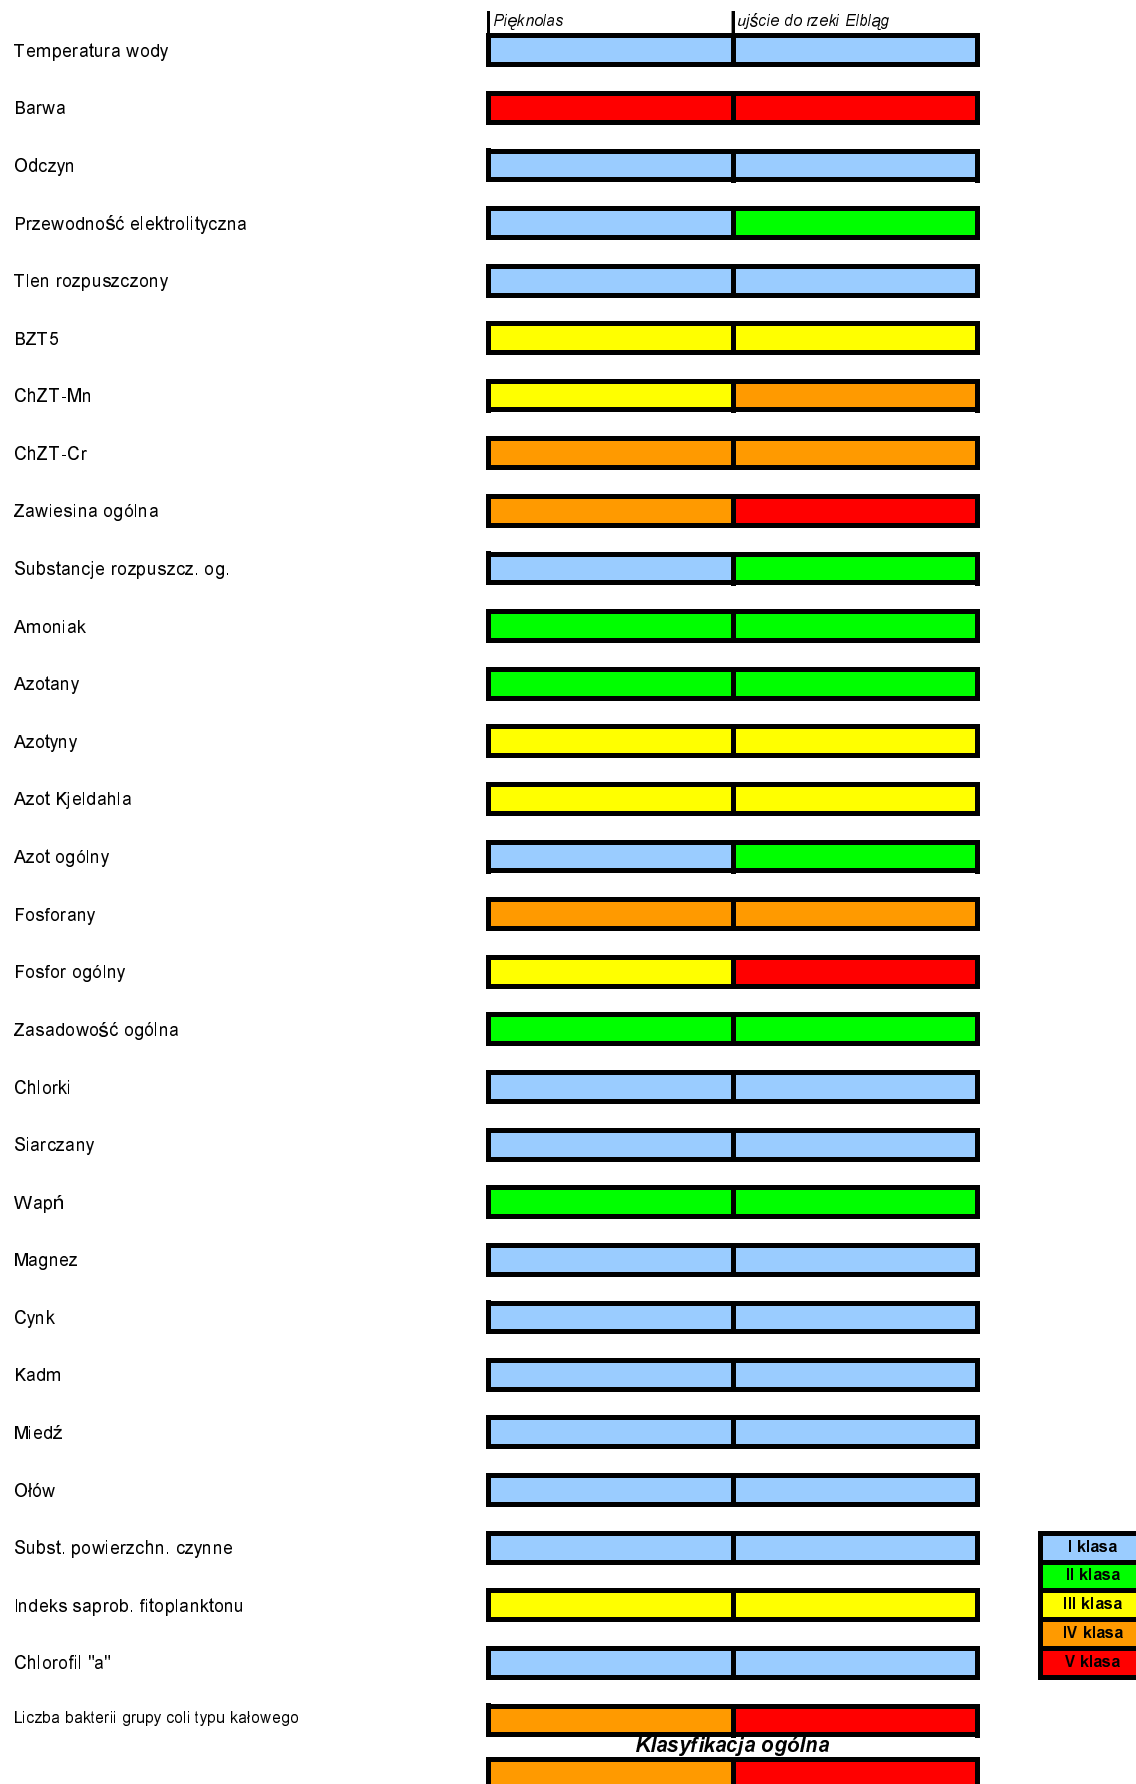 Pięknolas ujście do rzeki Elbląg
Temperatura wody
Barwa
Odczyn
Przewodność elektrolityczna
Tlen rozpuszczony
BZT5
ChZT-Mn
ChZT-Cr
Zawiesina ogólna
Substancje rozpuszcz. og.
Amoniak
Azotany
Azotyny
Azot Kjeldahla
Azot ogólny
Fosforany
Fosfor ogólny
Zasadowość ogólna
Chlorki
Siarczany
Wapń
Magnez
Cynk
Kadm
Miedź
Ołów
Subst. powierzchn. czynne
I klasa
II klasa
Indeks saprob. fitoplanktonu
III klasa
IV klasa
Chlorofil "a"
V klasa
Liczba bakterii grupy coli typu kałowego
Klasyfikacja ogólna